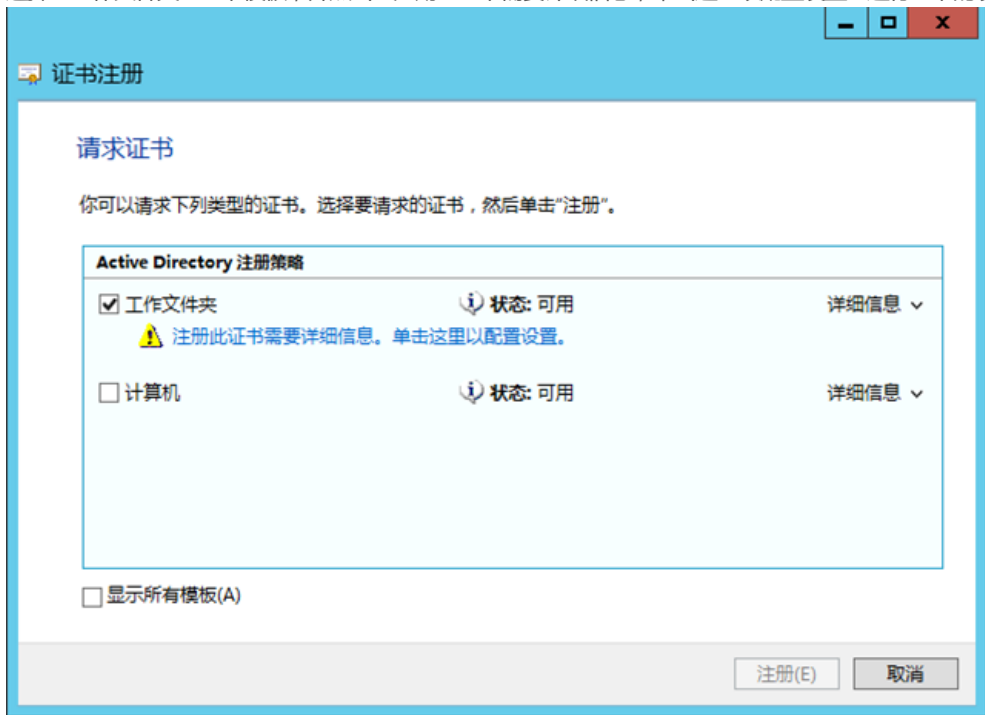 证书注册
请求证书
你可以请求下列类型的证书。选择要请求的证书，然后单击"注册"。
Active Directory 注册策略
工作文件夹 状态: 可用 详细信息
注册此证书需要详细信息。单击这里以配置设置。
计算机 状态: 可用 详细信息
显示所有模板(A)
注册(E) 取消